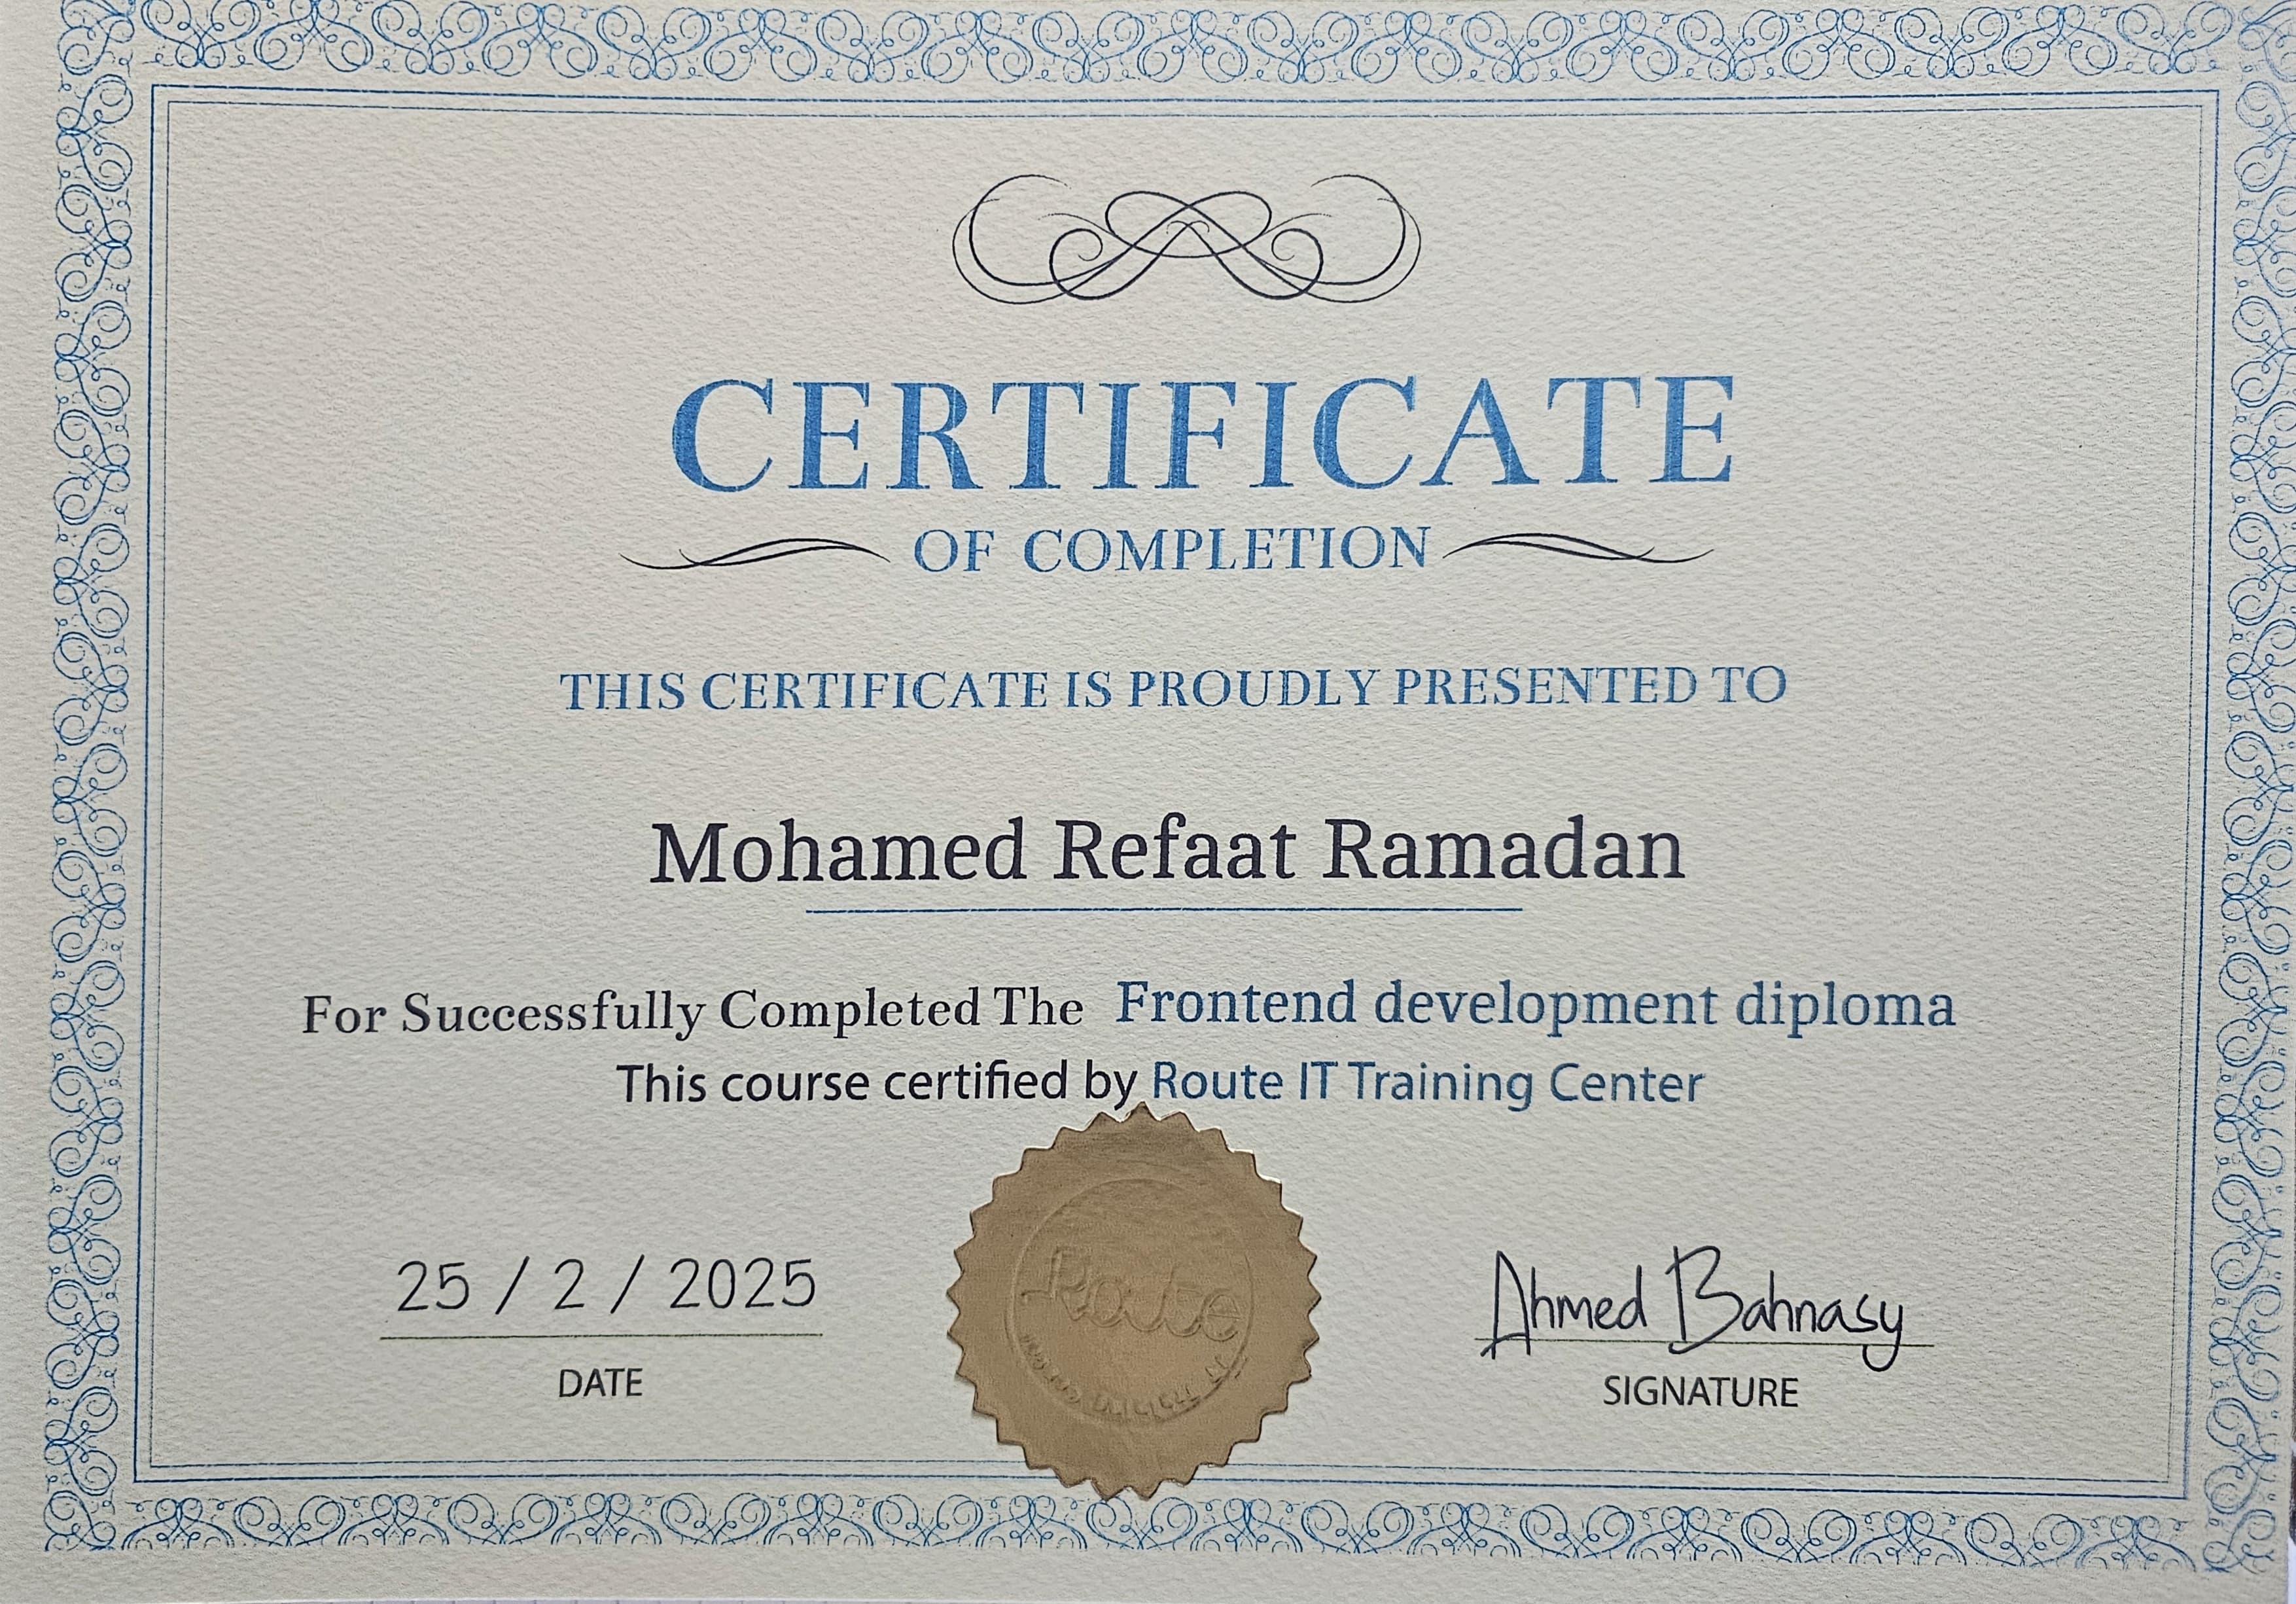 CERTIFICATE
OF COMPLETION
THIS CERTIFICATE IS PROUDLY PRESENTED TO
Mohamed Refaat Ramadan
For Successfully Completed The Frontend development diploma
This course certified by Route IT Training Center
Route
25 / 2 / 2025
DATE
Ahmed Bahnasy
SIGNATURE